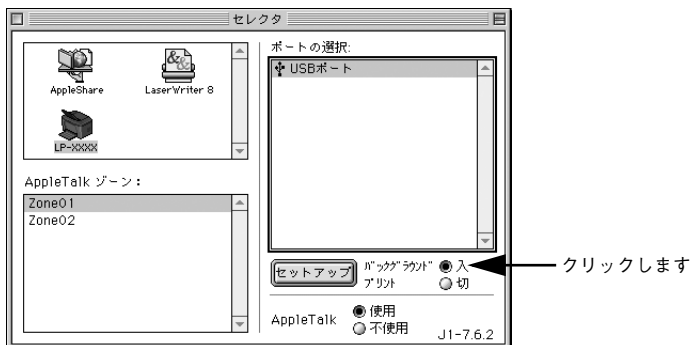 セレクタ
AppleShare
LaserWriter 8
LP-XXXX
AppleTalk ゾーン：
Zone01
Zone02
ポートの選択:
USBポート
セットアップ
ﾊﾞｯｸｸﾞﾗｳﾝﾄﾞ
ﾌﾟﾘﾝﾄ
入
切
クリックします
AppleTalk
使用
不使用
J1-7.6.2